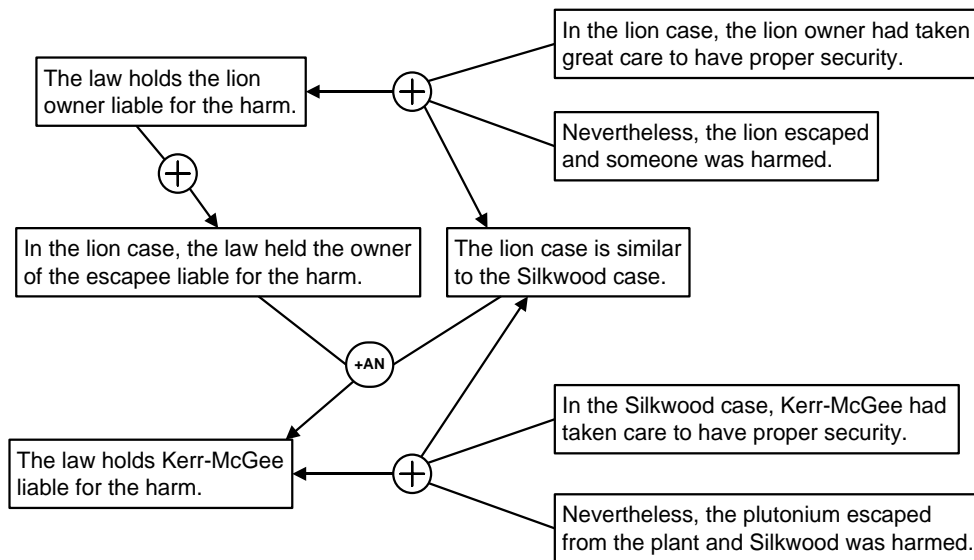 In the lion case, the lion owner had taken
great care to have proper security.
The law holds the lion
owner liable for the harm.
+
Nevertheless, the lion escaped
and someone was harmed.
+
In the lion case, the law held the owner
of the escapee liable for the harm.
The lion case is similar
to the Silkwood case.
+AN
In the Silkwood case, Kerr-McGee had
taken care to have proper security.
The law holds Kerr-McGee
liable for the harm.
+
Nevertheless, the plutonium escaped
from the plant and Silkwood was harmed.